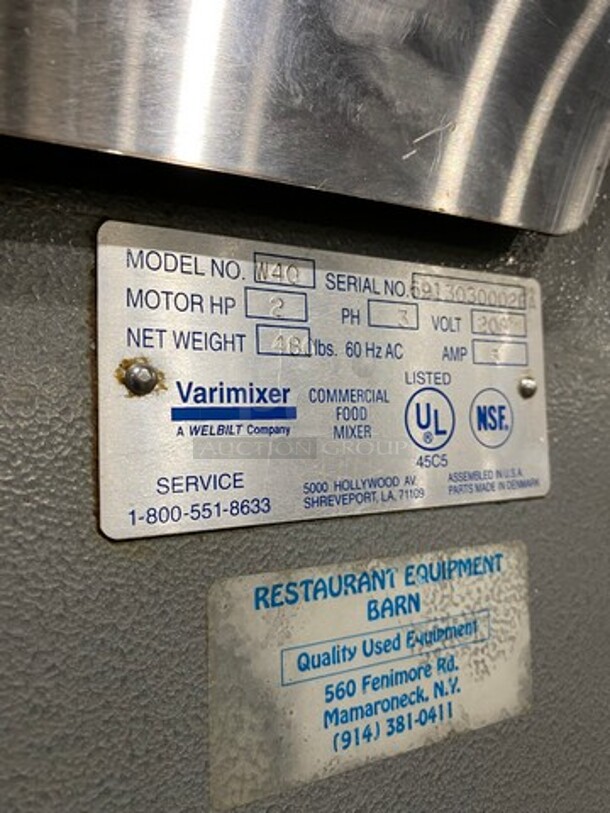 MODEL NO. W40 SERIAL NO.
MOTOR HP 2 PH 3 VOLT
NET WEIGHT lbs. 60 Hz AC AMP
Varimixer
A WELBILT Company
COMMERCIAL
FOOD
MIXER
LISTED
UL
®
45C5
NSF.
SERVICE
1-800-551-8633
5000 HOLLYWOOD AV.
SHREVEPORT, LA. 71109
ASSEMBLED IN U.S.A.
PARTS MADE IN DENMARK
AUCTION GROUP
RESTAURANT EQUIPMENT
BARN
Quality Used Equipment
560 Fenimore Rd.
Mamaroneck, N.Y.
(914) 381-0411